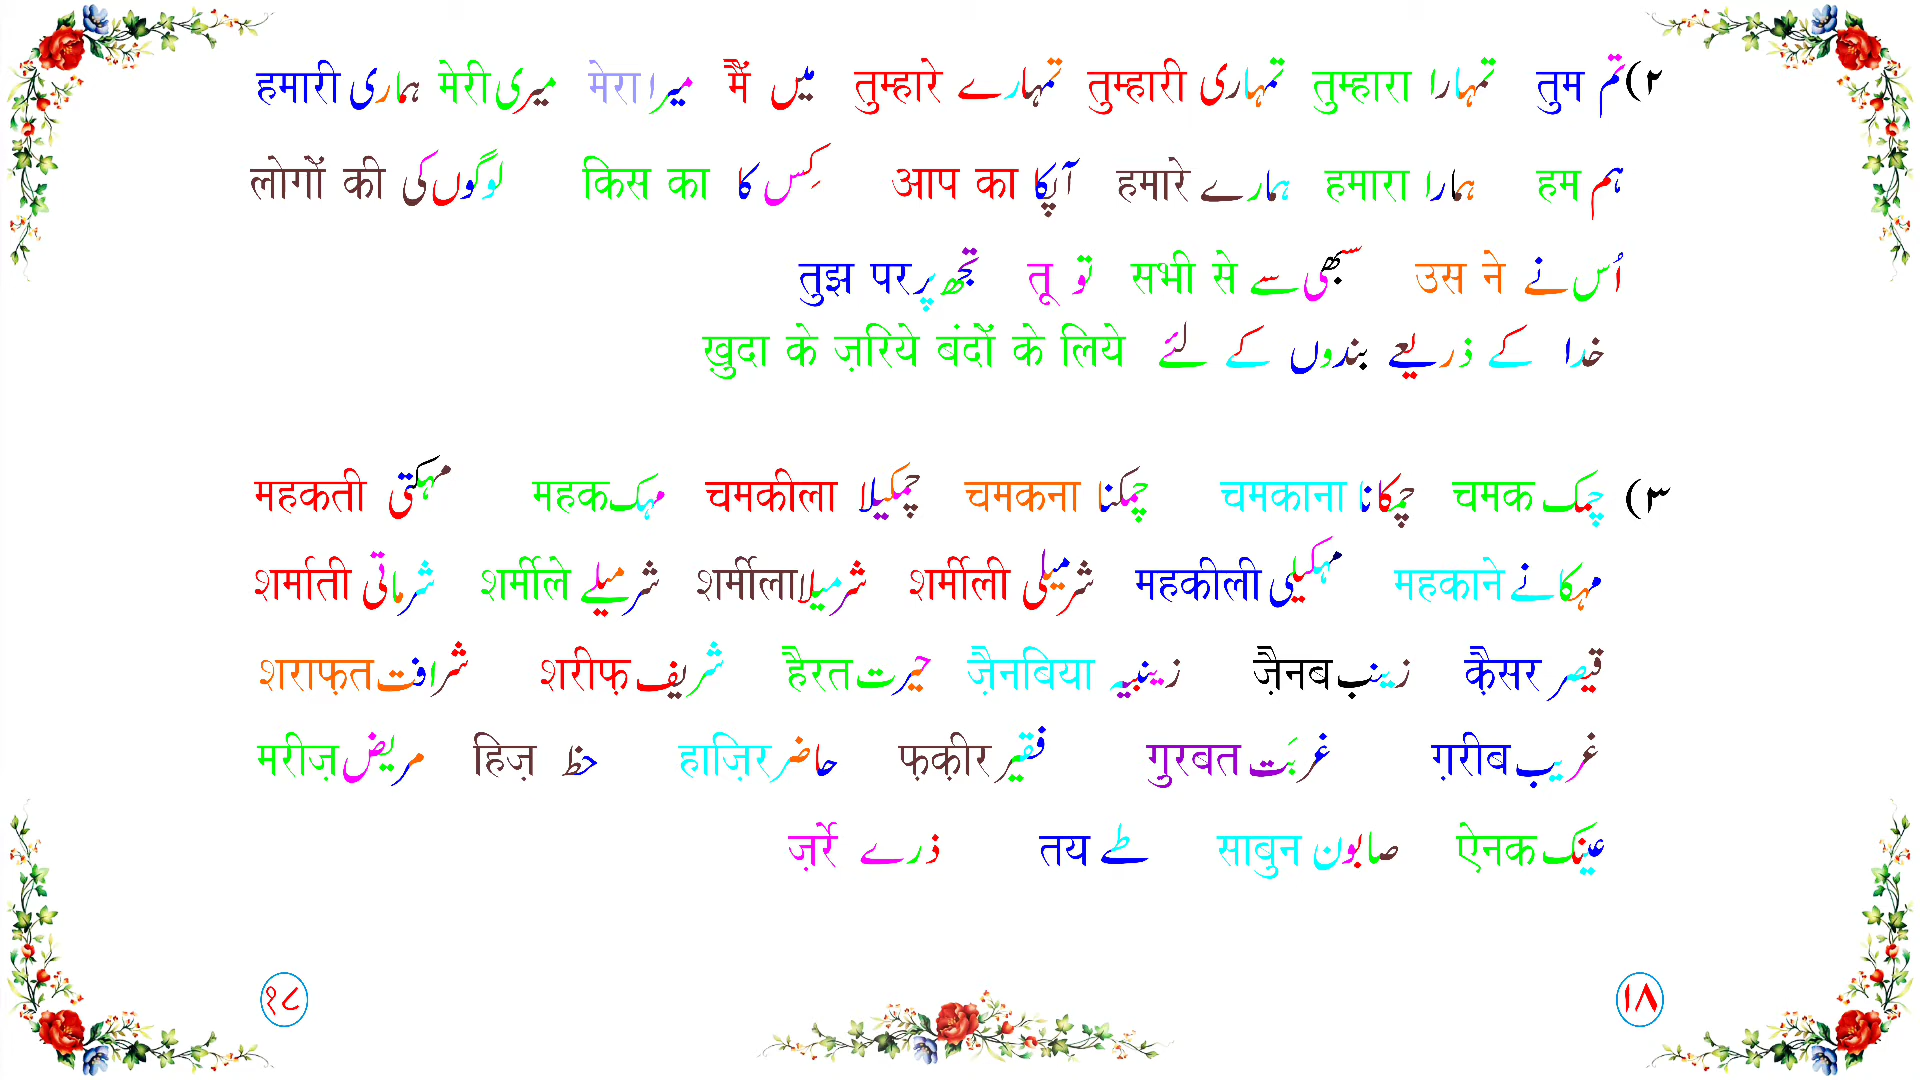 ۲) تم तुम تمہارا तुम्हारा تمہاری तुम्हारी تمہارے तुम्हारे میں मैं میرا मेरा میری मेरी ہماری हमारी
ہم हम ہمارا हमारा ہمارے हमारे آپکا आप का کِس کا किस का لوگوں کی लोगों की
اُس نے उस ने سبھی سے सभी से تو तू تجھ پر तुझ पर
خدا کے ذریعے بندوں کے لئے ख़ुदा के ज़रिये बंदों के लिये
۳) چمک चमक چمکانا चमकाना چمکنا चमकना چمکیلا चमकीला مہک महक مہکتی महकती
مہکانے महकाने مہکیلی महकीली شرمیلی शर्मीली شرمیلا शर्मीला شرمیلے शर्मीले شرماتی शर्माती
قیصر क़ैसर زینب ज़ैनब زینبیہ ज़ैनबिया حیرت हैरत شریف शरीफ़ شرافت शराफ़त
غریب ग़रीब غربَت गुरबत فقیر फ़क़ीर حاضر हाज़िर حظ हिज़ مریض मरीज़
عینک ऐनक صابون साबुन طے तय ذرے ज़र्रे
१८ ۱۸